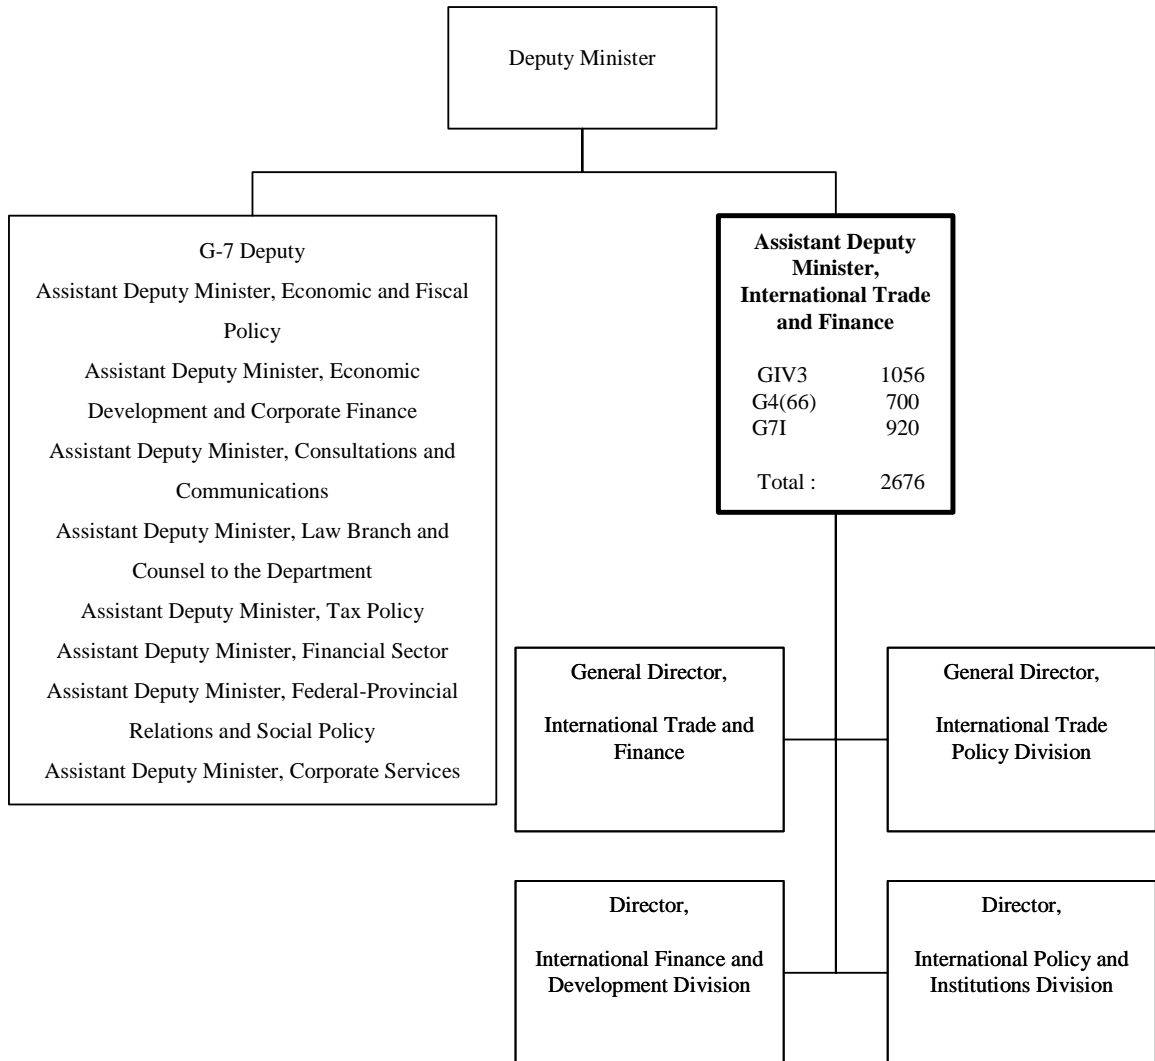 Deputy Minister
G-7 Deputy
Assistant Deputy Minister, Economic and Fiscal
Policy
Assistant Deputy Minister, Economic
Development and Corporate Finance
Assistant Deputy Minister, Consultations and
Communications
Assistant Deputy Minister, Law Branch and
Counsel to the Department
Assistant Deputy Minister, Tax Policy
Assistant Deputy Minister, Financial Sector
Assistant Deputy Minister, Federal-Provincial
Relations and Social Policy
Assistant Deputy Minister, Corporate Services
Assistant Deputy
Minister,
International Trade
and Finance
GIV3 1056
G4(66) 700
G7I 920
Total : 2676
General Director,
International Trade and
Finance
General Director,
International Trade
Policy Division
Director,
International Finance and
Development Division
Director,
International Policy and
Institutions Division